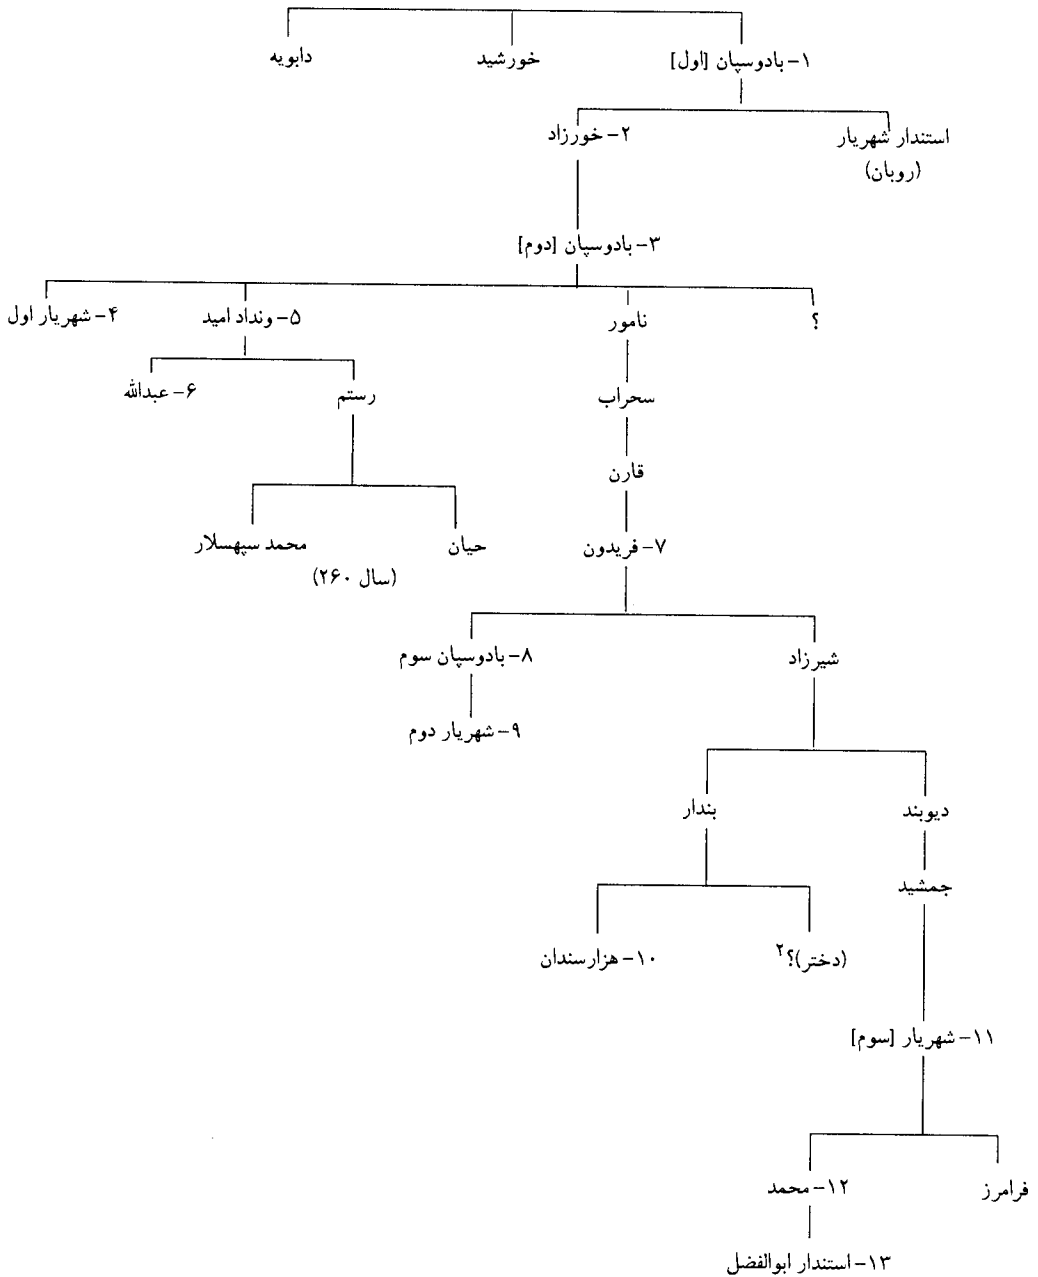 ۱- بادوسپان [اول]
خورشید
دابویه
استندار شهریار
(رویان)
۲- خورزاد
۳- بادوسپان [دوم]
؟
نامور
۵- ونداد امید
۴- شهریار اول
سحراب
رستم
۶- عبدالله
قارن
۷- فریدون
حیان
محمد سپهسلار
(سال ۲۶۰)
شیرزاد
۸- بادوسپان سوم
۹- شهریار دوم
دیوبند
بندار
جمشید
(دختر)؟۲
۱۰- هزارسندان
۱۱- شهریار [سوم]
فرامرز
۱۲- محمد
۱۳- استندار ابوالفضل